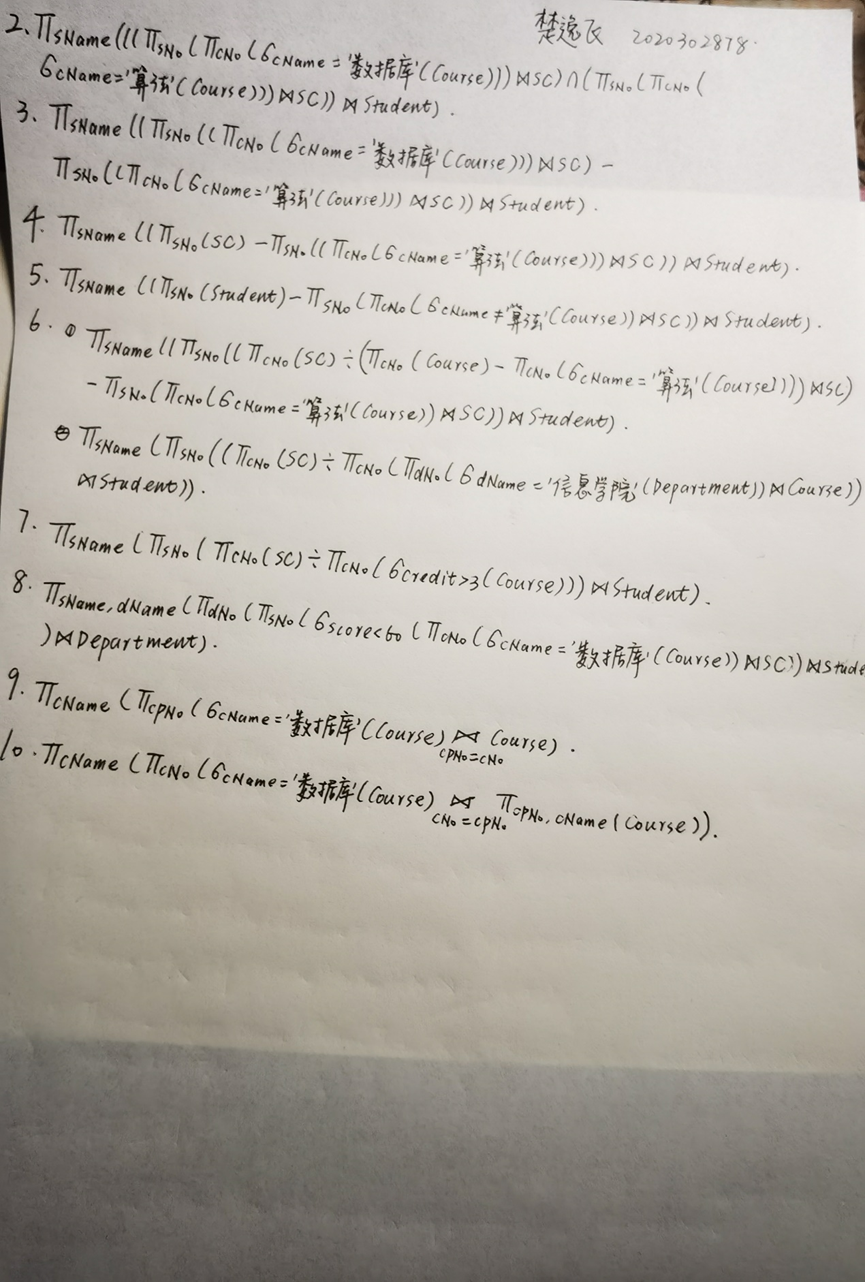 楚逸飞 2020302878.
2. ΠSName(((ΠSNo(ΠCNo(σCName='数据库'(Course)))⋈SC)∩(ΠSNo(ΠCNo(
σCName='算法'(Course)))⋈SC))⋈Student).
3. ΠSName((ΠSNo((ΠCNo(σCName='数据库'(Course)))⋈SC)−
ΠSNo((ΠCNo(σCName='算法'(Course)))⋈SC))⋈Student).
4. ΠSName((ΠSNo(SC)−ΠSNo((ΠCNo(σCName='算法'(Course)))⋈SC))⋈Student).
5. ΠSName((ΠSNo(Student)−ΠSNo(ΠCNo(σCName≠'算法'(Course))⋈SC))⋈Student).
6. ① ΠSName((ΠSNo((ΠCNo(SC)÷(ΠCNo(Course)−ΠCNo(σCName='算法'(Course))))⋈SC)
−ΠSNo(ΠCNo(σCName='算法'(Course))⋈SC))⋈Student).
② ΠSName(ΠSNo((ΠCNo(SC)÷ΠCNo(ΠdNo(σdName='信息学院'(Department))⋈Course))
⋈Student)).
7. ΠSName(ΠSNo(ΠCNo(SC)÷ΠCNo(σCredit>3(Course)))⋈Student).
8. ΠSName,dName(ΠdNo(ΠSNo(σScore<60(ΠCNo(σCName='数据库'(Course))⋈SC))⋈Stude
)⋈Department).
9. ΠCName(ΠCPNo(σCName='数据库'(Course)⋈Course).
CPNo=CNo
10. ΠCName(ΠCNo(σCName='数据库'(Course)⋈ΠCPNo,CName(Course)).
CNo=CPNo